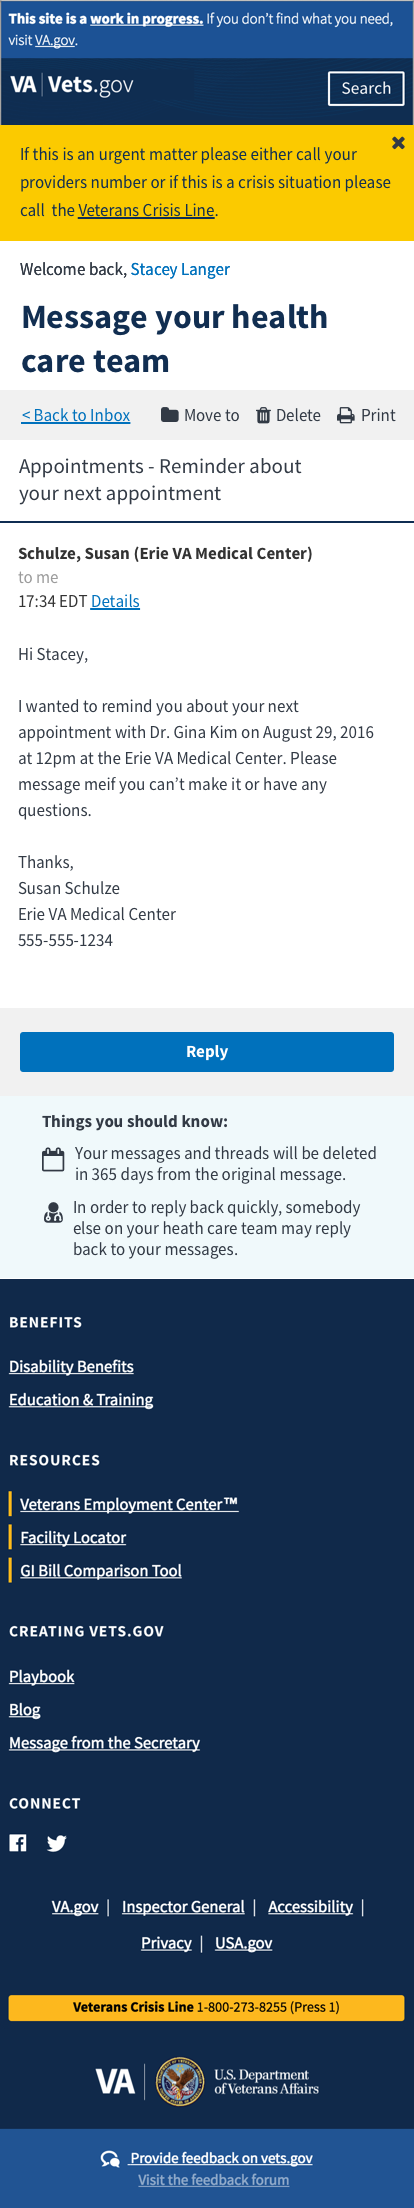 This site is a work in progress. If you don't find what you need,
visit VA.gov.
VA | Vets.gov
Search
If this is an urgent matter please either call your
providers number or if this is a crisis situation please
call the Veterans Crisis Line.
Welcome back, Stacey Langer
Message your health
care team
< Back to Inbox Move to Delete Print
Appointments - Reminder about
your next appointment
Schulze, Susan (Erie VA Medical Center)
to me
17:34 EDT Details
Hi Stacey,
I wanted to remind you about your next
appointment with Dr. Gina Kim on August 29, 2016
at 12pm at the Erie VA Medical Center. Please
message meif you can't make it or have any
questions.
Thanks,
Susan Schulze
Erie VA Medical Center
555-555-1234
Reply
Things you should know:
Your messages and threads will be deleted
in 365 days from the original message.
In order to reply back quickly, somebody
else on your heath care team may reply
back to your messages.
BENEFITS
Disability Benefits
Education & Training
RESOURCES
Veterans Employment Center™
Facility Locator
GI Bill Comparison Tool
CREATING VETS.GOV
Playbook
Blog
Message from the Secretary
CONNECT
VA.gov | Inspector General | Accessibility |
Privacy | USA.gov
Veterans Crisis Line 1-800-273-8255 (Press 1)
VA | U.S. Department
of Veterans Affairs
Provide feedback on vets.gov
Visit the feedback forum